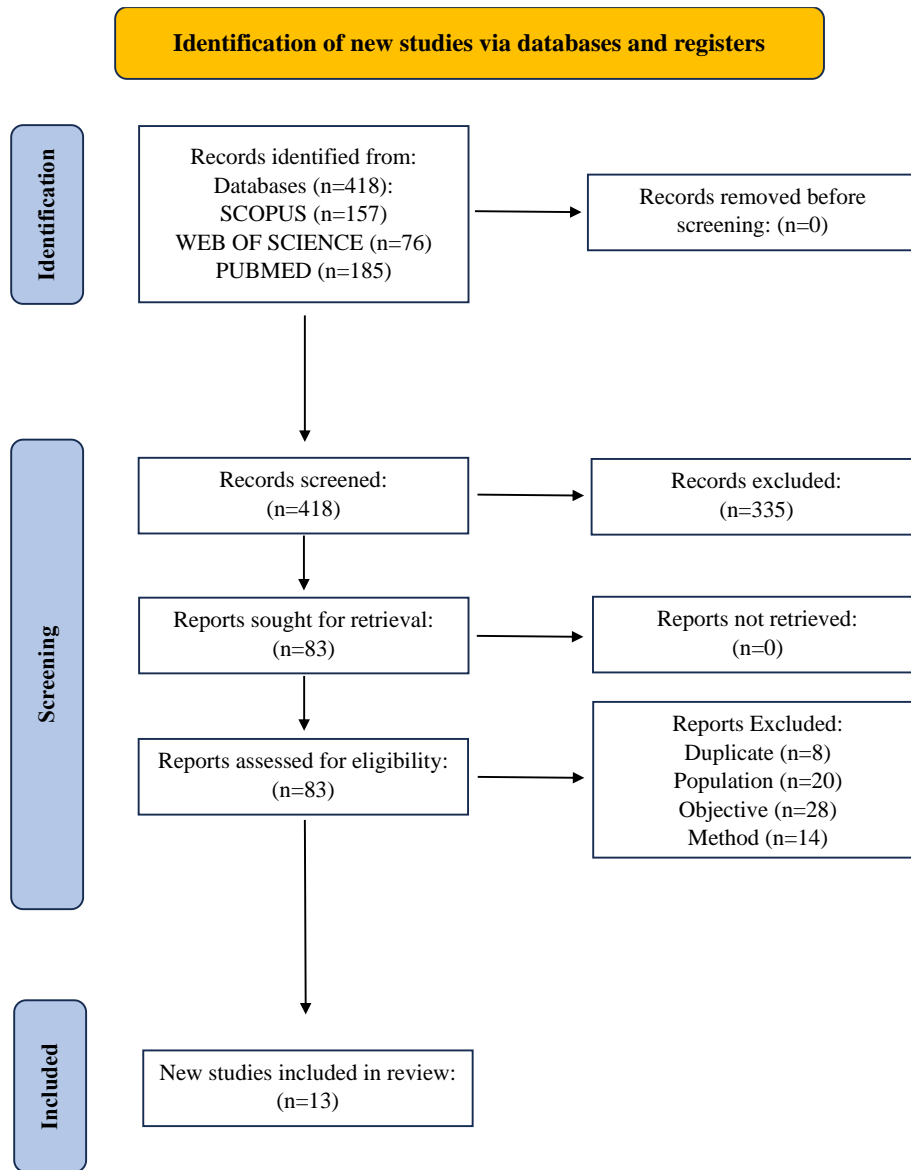 Identification of new studies via databases and registers
Identification
Records identified from:
Databases (n=418):
SCOPUS (n=157)
WEB OF SCIENCE (n=76)
PUBMED (n=185)
Records removed before
screening: (n=0)
Screening
Records screened:
(n=418)
Records excluded:
(n=335)
Reports sought for retrieval:
(n=83)
Reports not retrieved:
(n=0)
Reports assessed for eligibility:
(n=83)
Reports Excluded:
Duplicate (n=8)
Population (n=20)
Objective (n=28)
Method (n=14)
Included
New studies included in review:
(n=13)